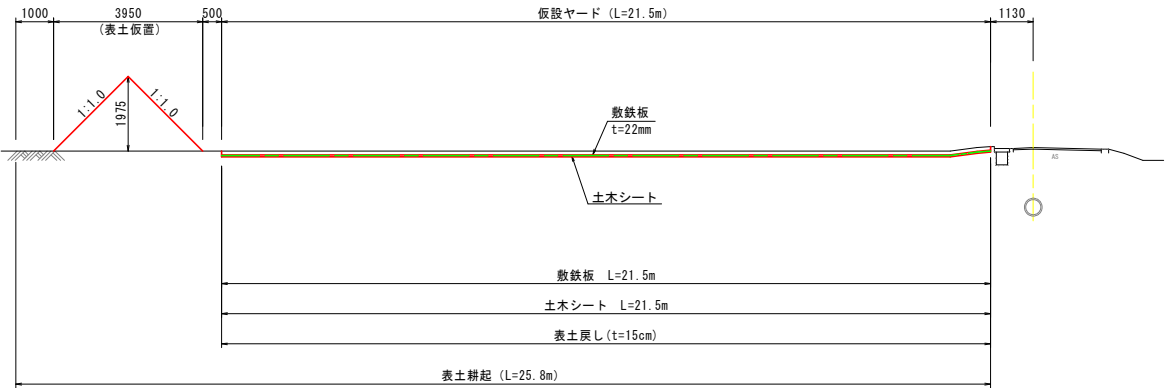 1000
3950
(表土仮置)
500
仮設ヤード (L=21.5m)
1130
1:1.0
1975
1:1.0
敷鉄板
t=22mm
AS
土木シート
敷鉄板 L=21.5m
土木シート L=21.5m
表土戻し(t=15cm)
表土耕起 (L=25.8m)